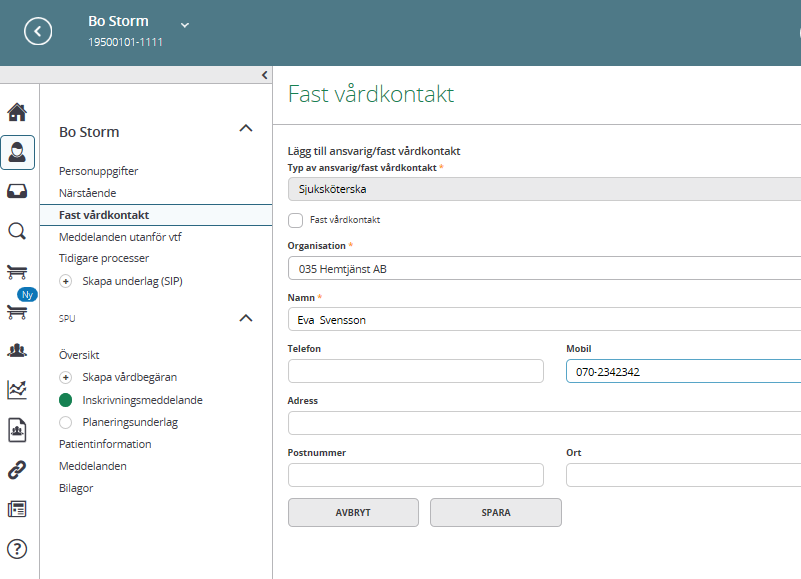 Bo Storm
19500101-1111
Fast vårdkontakt
Bo Storm
Personuppgifter
Närstående
Fast vårdkontakt
Meddelanden utanför vtf
Tidigare processer
Skapa underlag (SIP)
Ny
SPU
Översikt
Skapa vårdbegäran
Inskrivningsmeddelande
Planeringsunderlag
Patientinformation
Meddelanden
Bilagor
Lägg till ansvarig/fast vårdkontakt
Typ av ansvarig/fast vårdkontakt *
Sjuksköterska
Fast vårdkontakt
Organisation *
035 Hemtjänst AB
Namn *
Eva Svensson
Telefon
Mobil
070-2342342
Adress
Postnummer
Ort
AVBRYT
SPARA